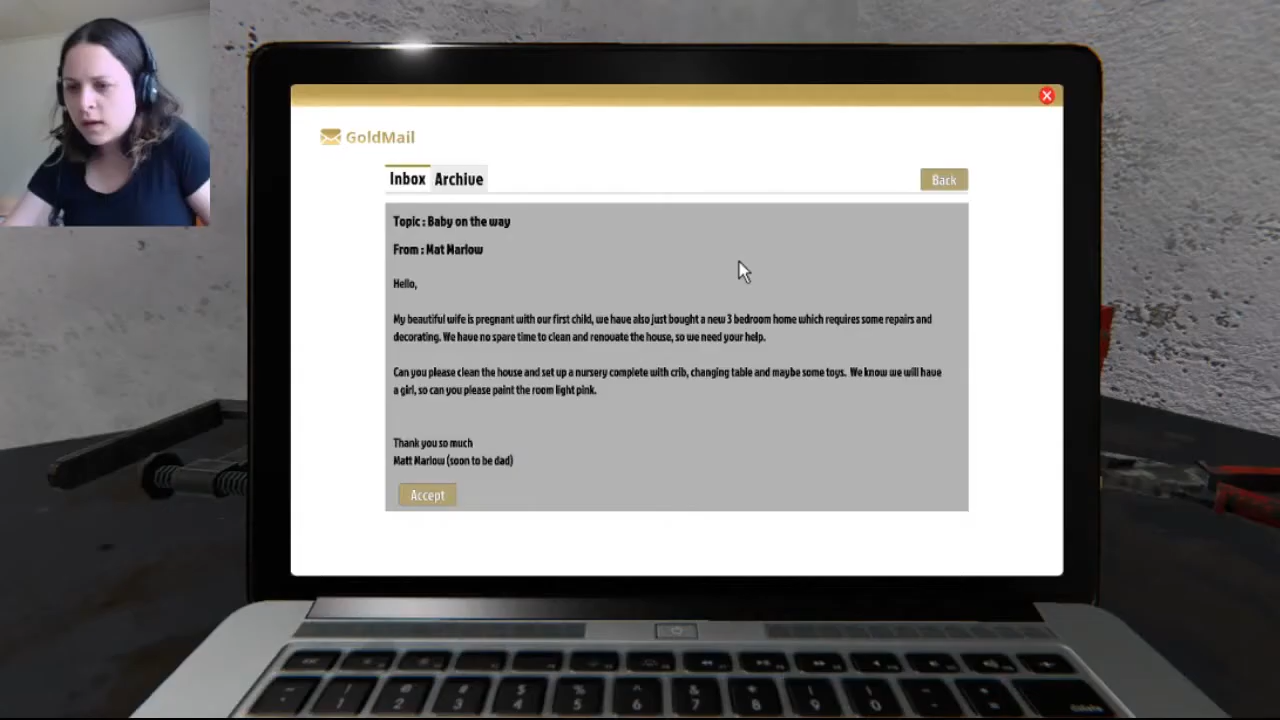 GoldMail
Inbox Archive
Back
Topic : Baby on the way
From : Mat Marlow
Hello,
My beautiful wife is pregnant with our first child, we have also just bought a new 3 bedroom home which requires some repairs and
decorating. We have no spare time to clean and renovate the house, so we need your help.
Can you please clean the house and set up a nursery complete with crib, changing table and maybe some toys. We know we will have
a girl, so can you please paint the room light pink.
Thank you so much
Matt Marlow (soon to be dad)
Accept